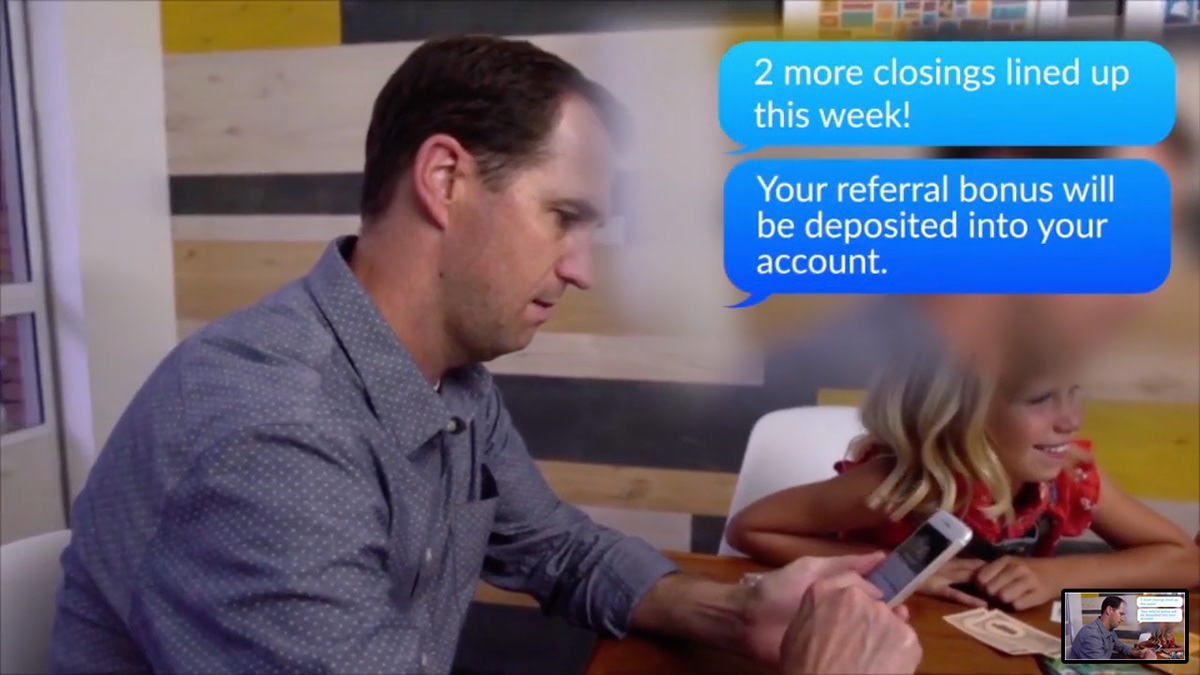 2 more closings lined up
this week!
Your referral bonus will
be deposited into your
account.